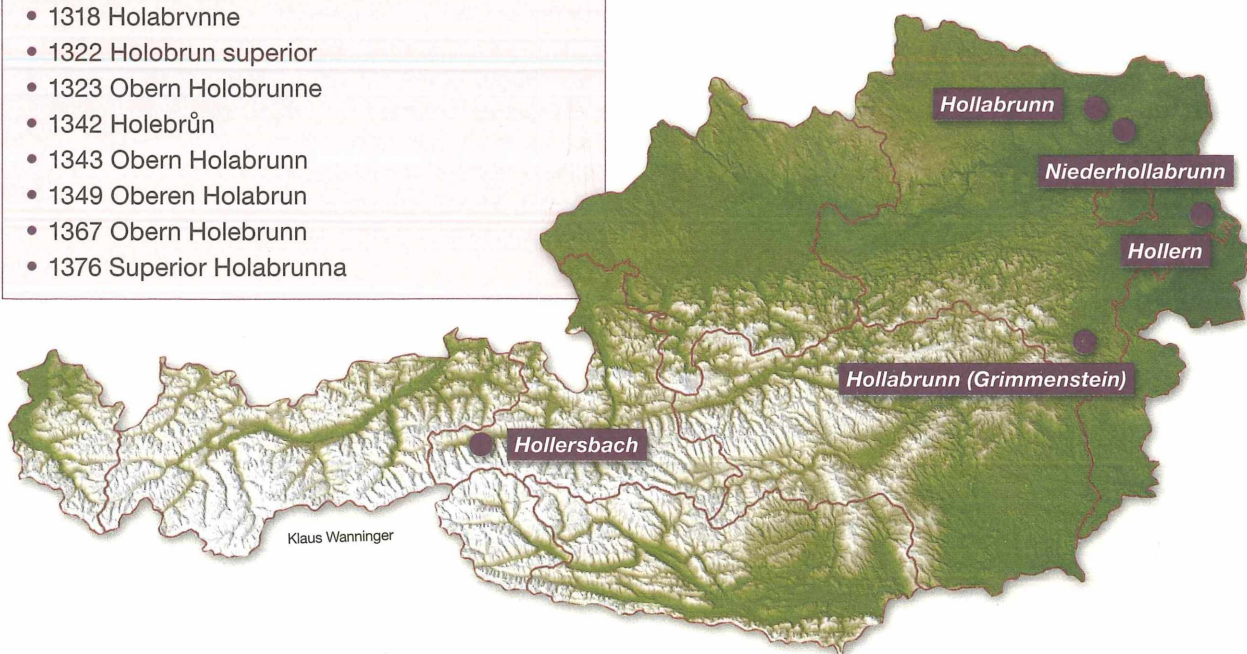 • 1318 Holabrvnne
• 1322 Holobrun superior
• 1323 Obern Holobrunne
• 1342 Holebrůn
• 1343 Obern Holabrunn
• 1349 Oberen Holabrun
• 1367 Obern Holebrunn
• 1376 Superior Holabrunna
Hollabrunn
Niederhollabrunn
Hollern
Hollabrunn (Grimmenstein)
Hollersbach
Klaus Wanninger